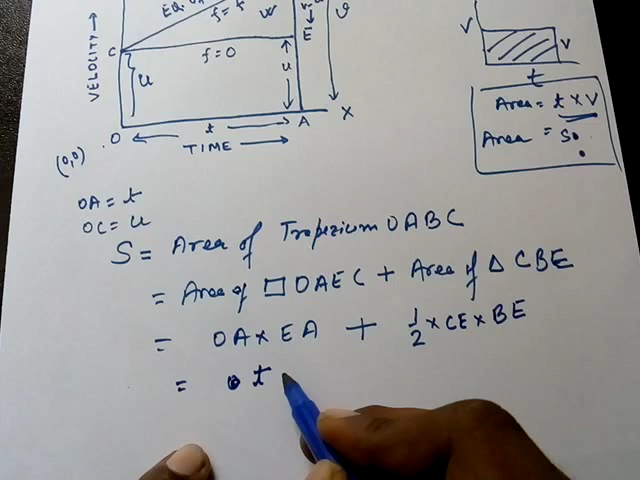 f = f
W
V
C
f = 0
E
VELOCITY →
u
u
V
V
t
O
← t →
A
X
TIME →
(0,0)
Area = t × V
Area = S
OA = t
OC = u
S = Area of Trapezium OABC
= Area of □ OAEC + Area of Δ CBE
= OA × EA + 1/2 × CE × BE
= t